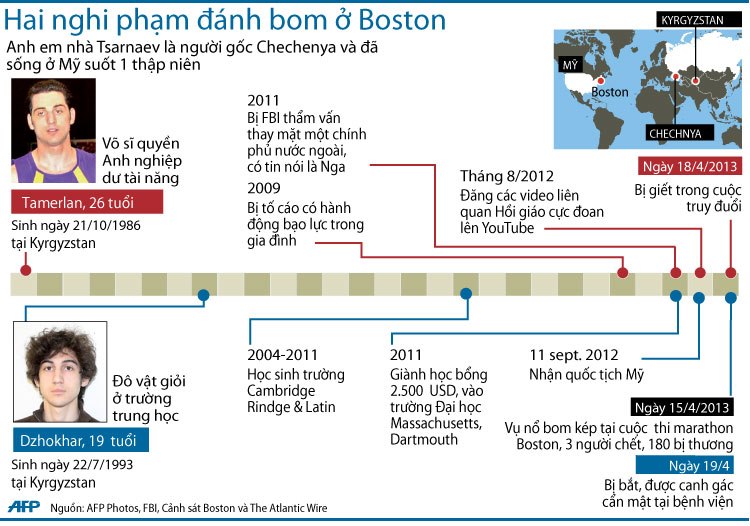 Hai nghi phạm đánh bom ở Boston
Anh em nhà Tsarnaev là người gốc Chechenya và đã
sống ở Mỹ suốt 1 thập niên
KYRGYZSTAN
MỸ
Boston
CHECHNYA
Võ sĩ quyền
Anh nghiệp
dư tài năng
Tamerlan, 26 tuổi
Sinh ngày 21/10/1986
tại Kyrgyzstan
2011
Bị FBI thẩm vấn
thay mặt một chính
phủ nước ngoài,
có tin nói là Nga
2009
Bị tố cáo có hành
động bạo lực trong
gia đình
Tháng 8/2012
Đăng các video liên
quan Hồi giáo cực đoan
lên YouTube
Ngày 18/4/2013
Bị giết trong cuộc
truy đuổi
Đô vật giỏi
ở trường
trung học
Dzhokhar, 19 tuổi
Sinh ngày 22/7/1993
tại Kyrgyzstan
2004-2011
Học sinh trường
Cambridge
Rindge & Latin
2011
Giành học bổng
2.500 USD, vào
trường Đại học
Massachusetts,
Dartmouth
11 sept. 2012
Nhận quốc tịch Mỹ
Ngày 15/4/2013
Vụ nổ bom kép tại cuộc thi marathon
Boston, 3 người chết, 180 bị thương
Ngày 19/4
Bị bắt, được canh gác
cẩn mật tại bệnh viện
AFP Nguồn: AFP Photos, FBI, Cảnh sát Boston và The Atlantic Wire